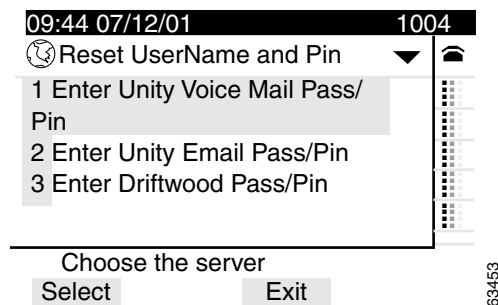 09:44 07/12/01 1004
Reset UserName and Pin
1 Enter Unity Voice Mail Pass/
Pin
2 Enter Unity Email Pass/Pin
3 Enter Driftwood Pass/Pin
Choose the server
Select Exit
63453